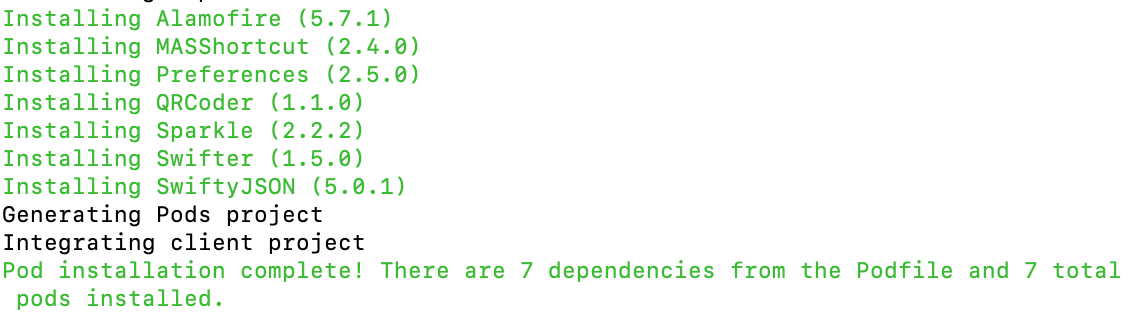 Installing Alamofire (5.7.1)
Installing MASShortcut (2.4.0)
Installing Preferences (2.5.0)
Installing QRCoder (1.1.0)
Installing Sparkle (2.2.2)
Installing Swifter (1.5.0)
Installing SwiftyJSON (5.0.1)
Generating Pods project
Integrating client project
Pod installation complete! There are 7 dependencies from the Podfile and 7 total
pods installed.